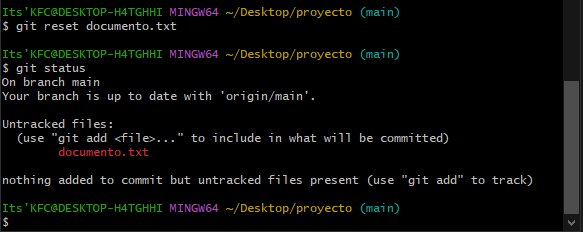 Its'KFC@DESKTOP-H4TGHHI MINGW64 ~/Desktop/proyecto (main)
$ git reset documento.txt
Its'KFC@DESKTOP-H4TGHHI MINGW64 ~/Desktop/proyecto (main)
$ git status
On branch main
Your branch is up to date with 'origin/main'.
Untracked files:
(use "git add <file>..." to include in what will be committed)
documento.txt
nothing added to commit but untracked files present (use "git add" to track)
Its'KFC@DESKTOP-H4TGHHI MINGW64 ~/Desktop/proyecto (main)
$